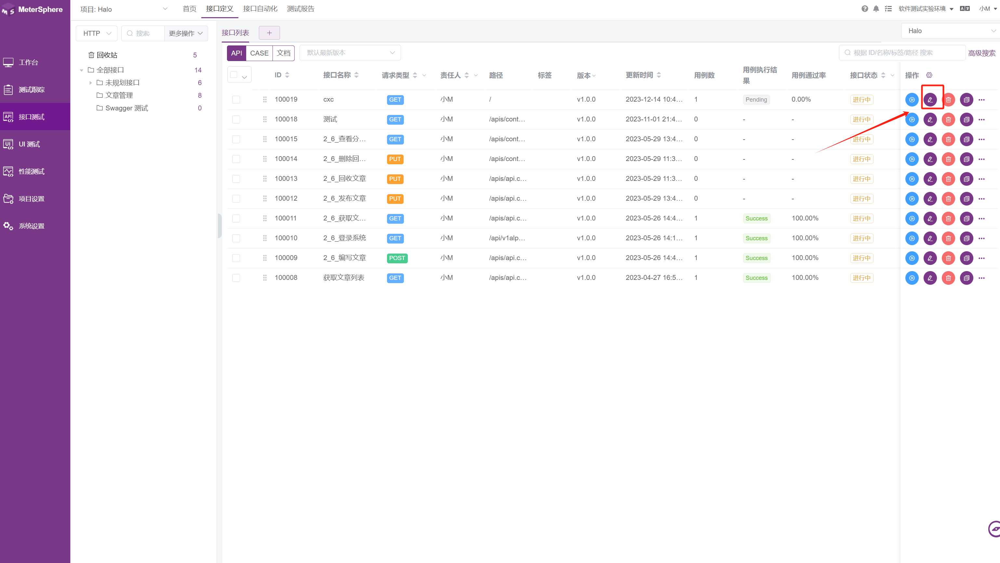 MeterSphere
项目: Halo
首页 接口定义 接口自动化 测试报告
软件测试实验环境
小M
工作台
测试跟踪
接口测试
UI 测试
性能测试
项目设置
系统设置
HTTP
搜索
更多操作
回收站 5
全部接口 14
未规划接口 6
文章管理 8
Swagger 测试 0
接口列表
+
Halo
API CASE 文档
默认最新版本
根据 ID/名称/标签/路径 搜索
高级搜索
ID 接口名称 请求类型 责任人 路径 标签 版本 更新时间 用例数 用例执行结果 用例通过率 接口状态 操作
100019 cxc GET 小M / v1.0.0 2023-12-14 10:4... 1 Pending 0.00% 进行中
100018 测试 GET 小M /apis/cont... v1.0.0 2023-11-01 21:4... 0 - - 进行中
100015 2_6_查看分... GET 小M /apis/cont... v1.0.0 2023-05-29 13:4... 0 - - 进行中
100014 2_6_删除回... PUT 小M /apis/cont... v1.0.0 2023-05-29 11:3... 0 - - 进行中
100013 2_6_回收文章 PUT 小M /apis/api.c... v1.0.0 2023-05-29 11:3... 0 - - 进行中
100012 2_6_发布文章 PUT 小M /apis/api.c... v1.0.0 2023-05-29 13:4... 0 - - 进行中
100011 2_6_获取文... GET 小M /apis/api.c... v1.0.0 2023-05-26 14:4... 1 Success 100.00% 进行中
100010 2_6_登录系统 GET 小M /api/v1alp... v1.0.0 2023-05-26 14:1... 1 Success 100.00% 进行中
100009 2_6_编写文章 POST 小M /apis/api.c... v1.0.0 2023-05-26 14:4... 1 Success 100.00% 进行中
100008 获取文章列表 GET 小M /apis/api.c... v1.0.0 2023-04-27 16:5... 1 Success 100.00% 进行中